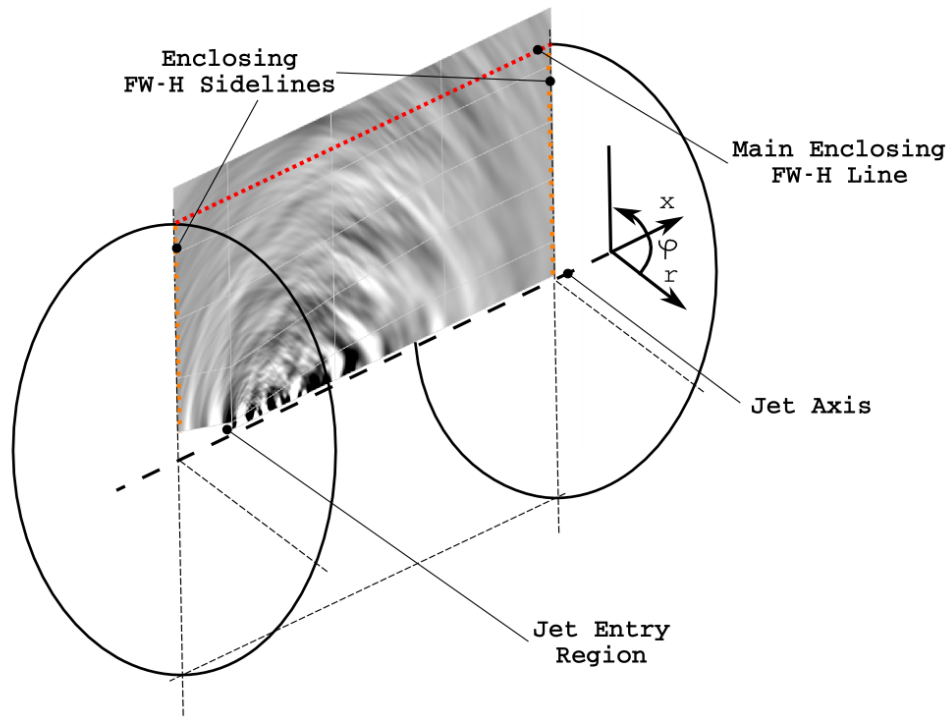 Enclosing
FW-H Sidelines
Main Enclosing
FW-H Line
x
φ
r
Jet Axis
Jet Entry
Region